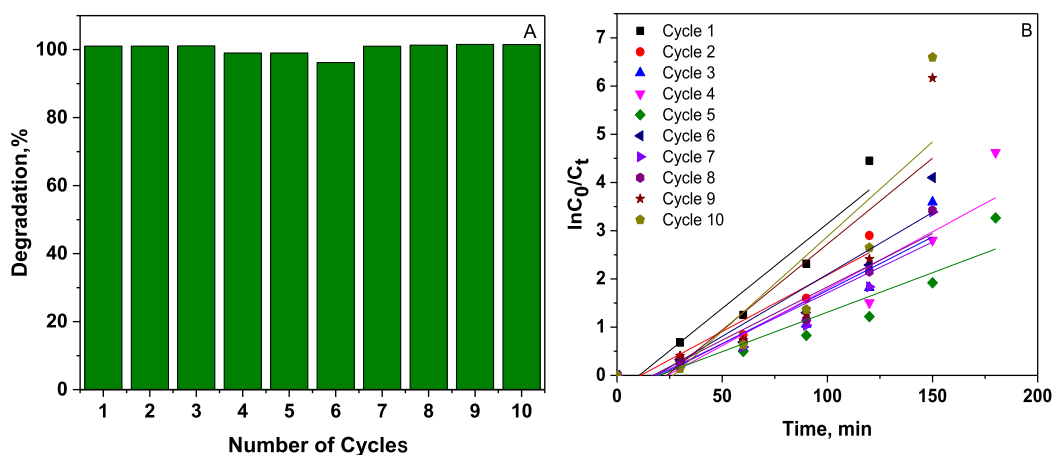 A
100
80
60
40
20
0
Degradation,%
1 2 3 4 5 6 7 8 9 10
Number of Cycles
B
7
6
5
4
3
2
1
0
lnC0/Ct
Cycle 1
Cycle 2
Cycle 3
Cycle 4
Cycle 5
Cycle 6
Cycle 7
Cycle 8
Cycle 9
Cycle 10
0 50 100 150 200
Time, min